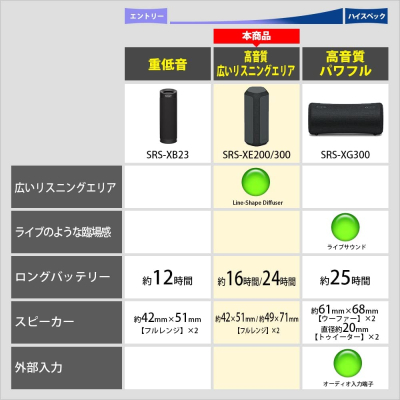 エントリー
ハイスペック
本商品
重低音
高音質
広いリスニングエリア
高音質
パワフル
SRS-XB23
SRS-XE200/300
SRS-XG300
広いリスニングエリア
Line-Shape Diffuser
ライブのような臨場感
ライブサウンド
ロングバッテリー
約12時間
約16時間/24時間
約25時間
スピーカー
約42mm×51mm
【フルレンジ】×2
約42×51mm/約49×71mm
【フルレンジ】×2
約61mm×68mm
【ウーファー】×2
直径約20mm
【トゥイーター】×2
外部入力
オーディオ入力端子